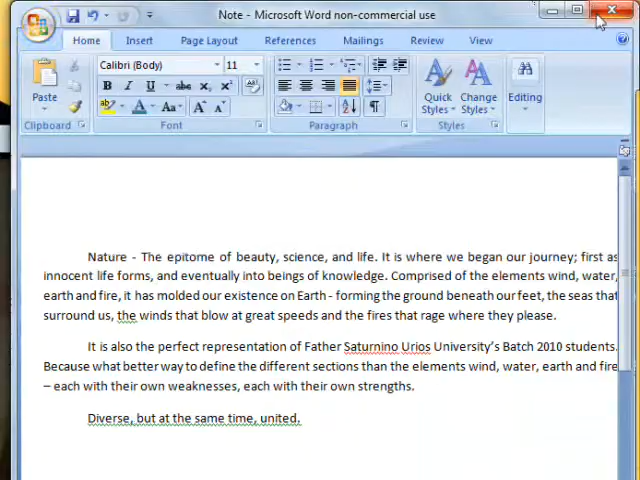 Note - Microsoft Word non-commercial use
Home Insert Page Layout References Mailings Review View
Calibri (Body) 11
Paste
B I U abc x₂ x²
ab A Aa A A
A Z
Quick Styles
Change Styles
Editing
Clipboard Font Paragraph Styles
Nature - The epitome of beauty, science, and life. It is where we began our journey; first as
innocent life forms, and eventually into beings of knowledge. Comprised of the elements wind, water,
earth and fire, it has molded our existence on Earth - forming the ground beneath our feet, the seas that
surround us, the winds that blow at great speeds and the fires that rage where they please.
It is also the perfect representation of Father Saturnino Urios University's Batch 2010 students.
Because what better way to define the different sections than the elements wind, water, earth and fire
– each with their own weaknesses, each with their own strengths.
Diverse, but at the same time, united,